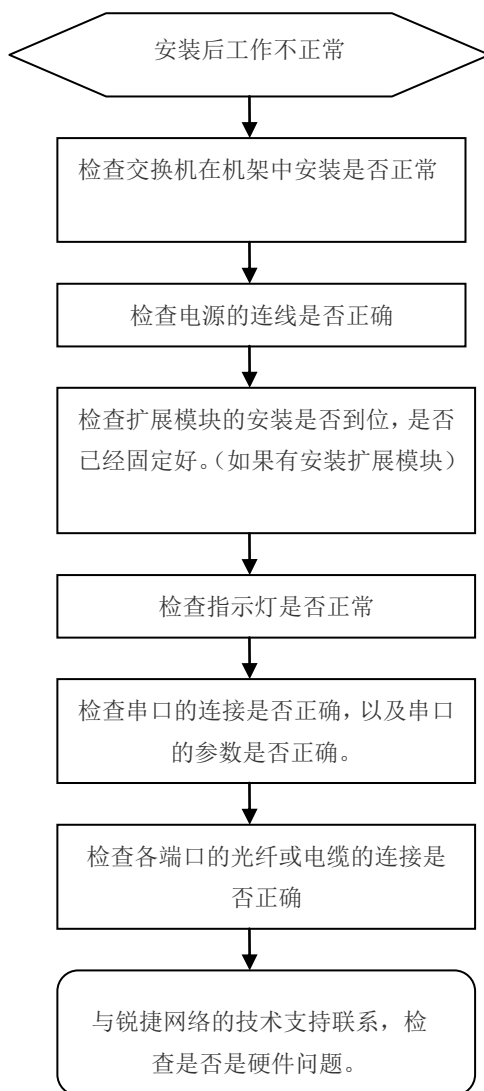 安装后工作不正常
检查交换机在机架中安装是否正常
检查电源的连线是否正确
检查扩展模块的安装是否到位，是否
已经固定好。（如果有安装扩展模块）
检查指示灯是否正常
检查串口的连接是否正确，以及串口
的参数是否正确。
检查各端口的光纤或电缆的连接是
否正确
与锐捷网络的技术支持联系，检
查是否是硬件问题。